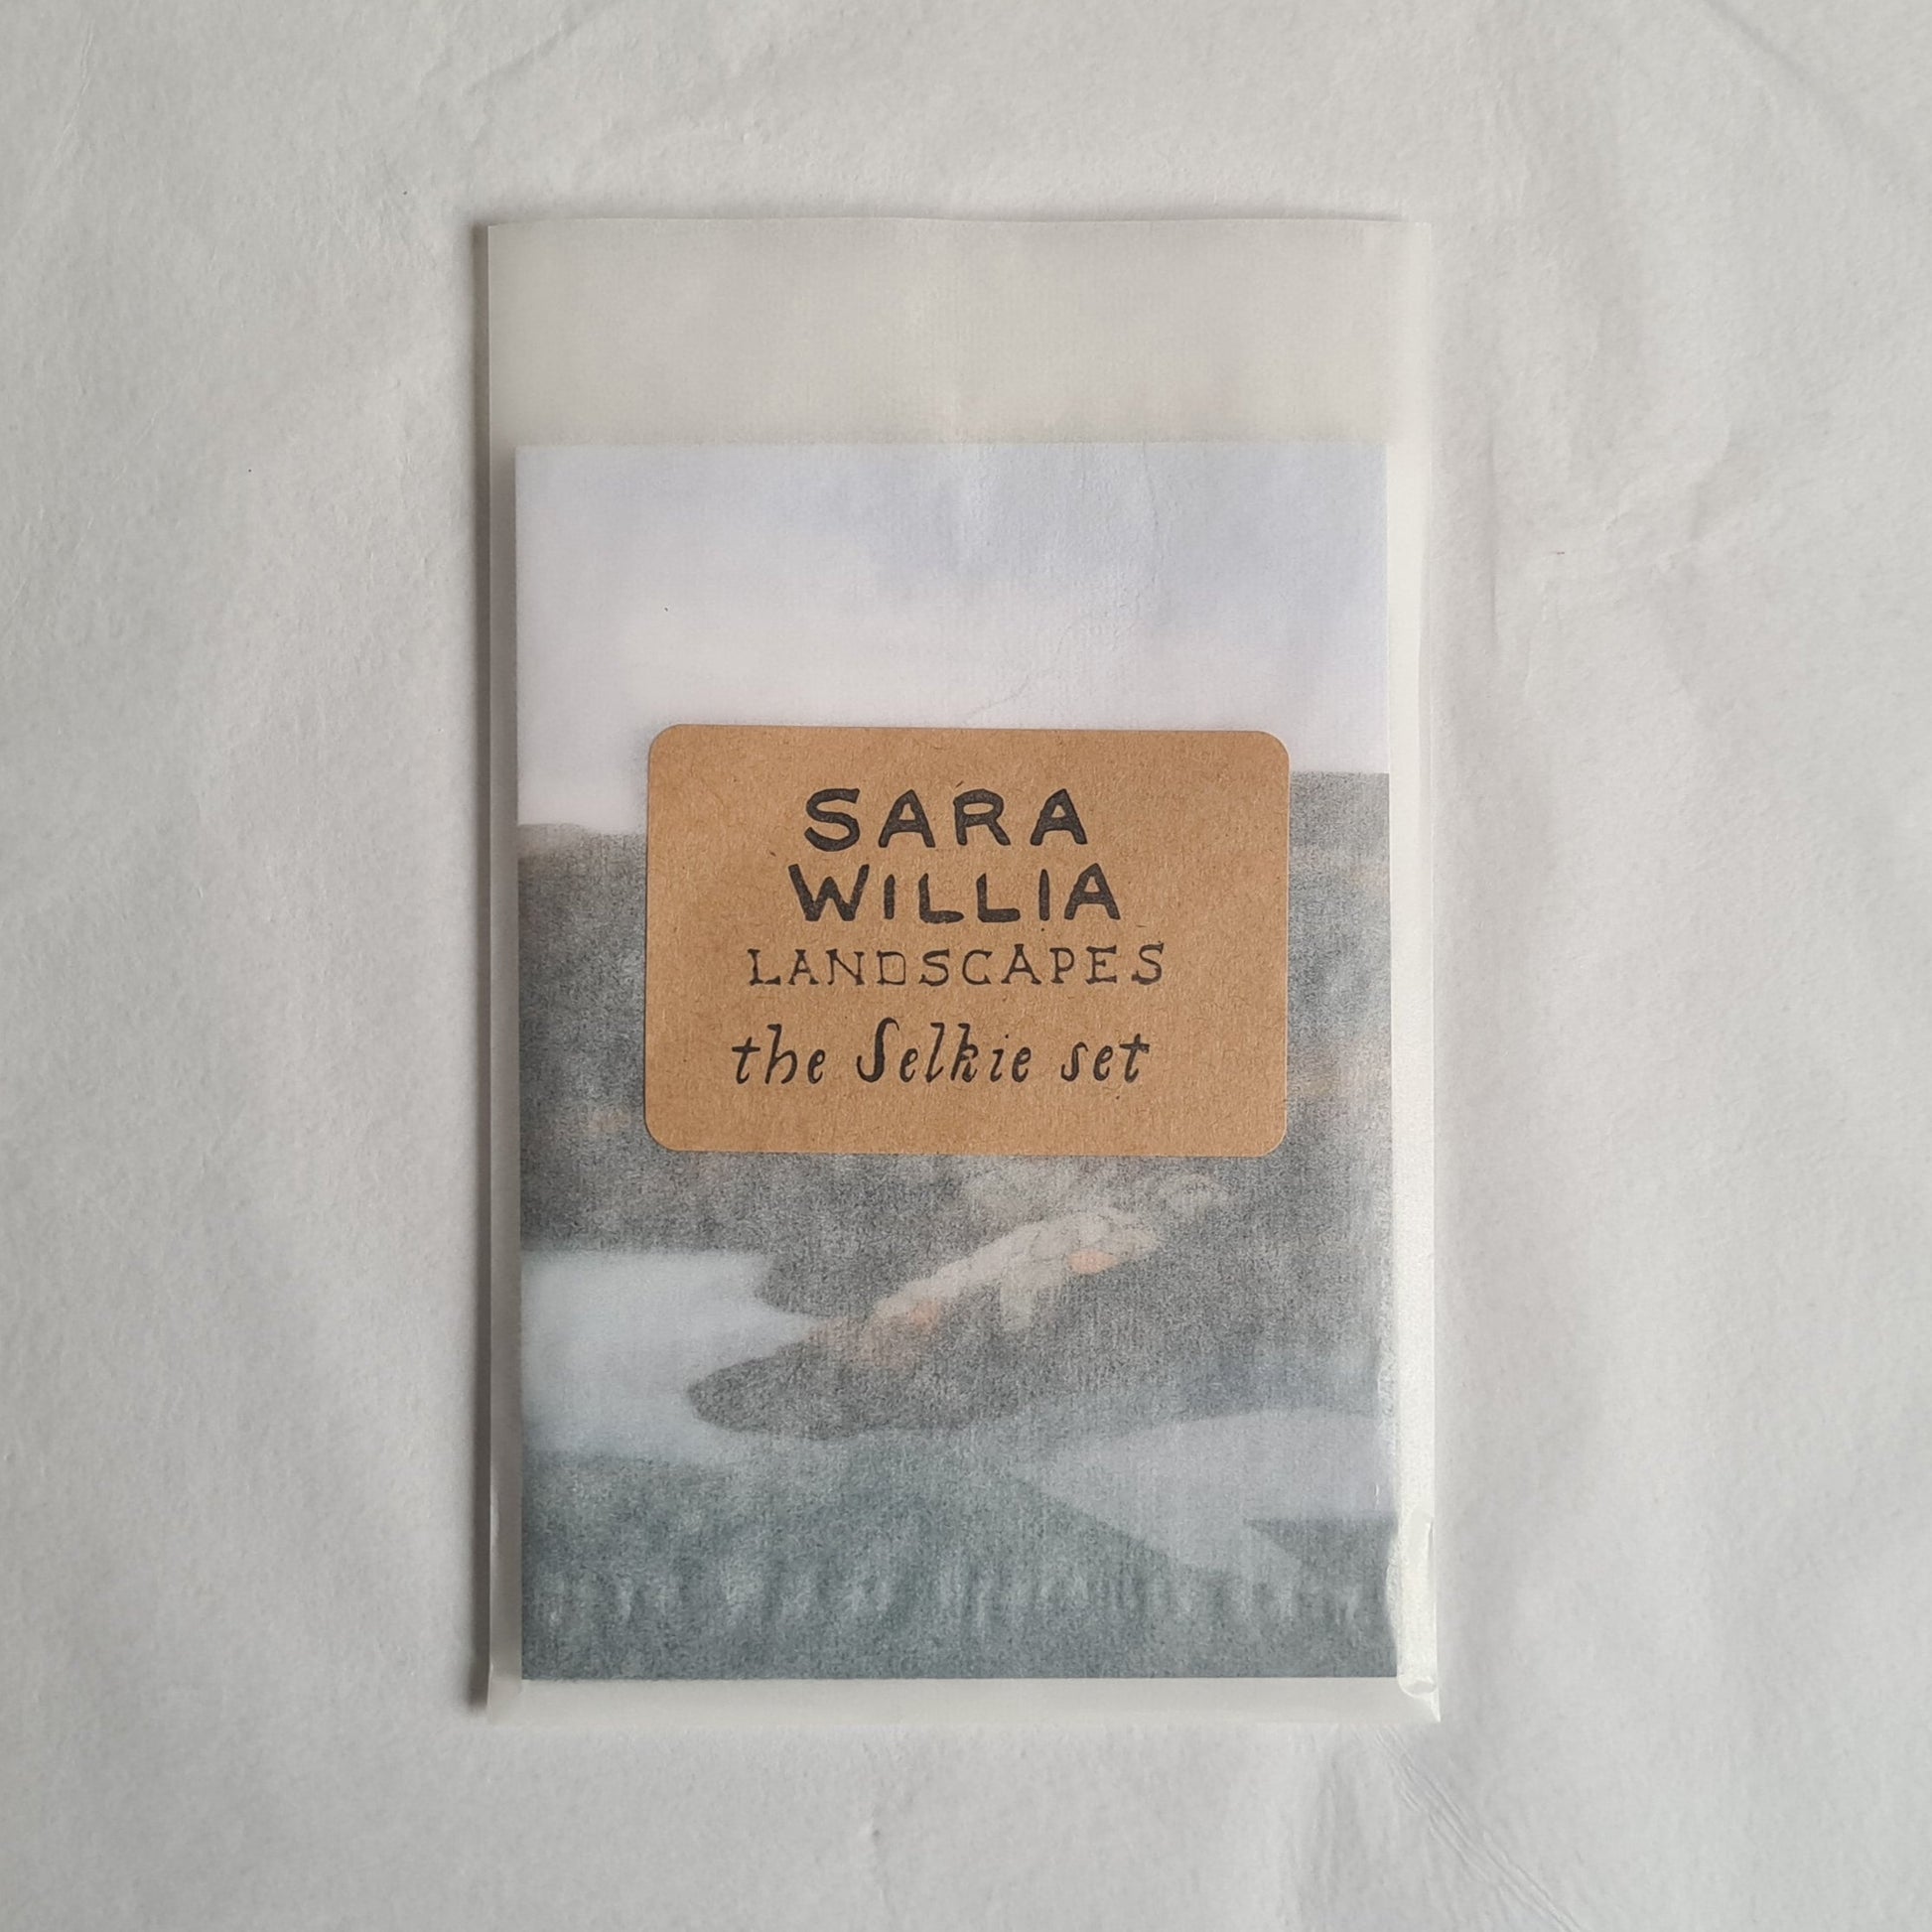 SARA
WILLIA
LANDSCAPES
the Selkie set